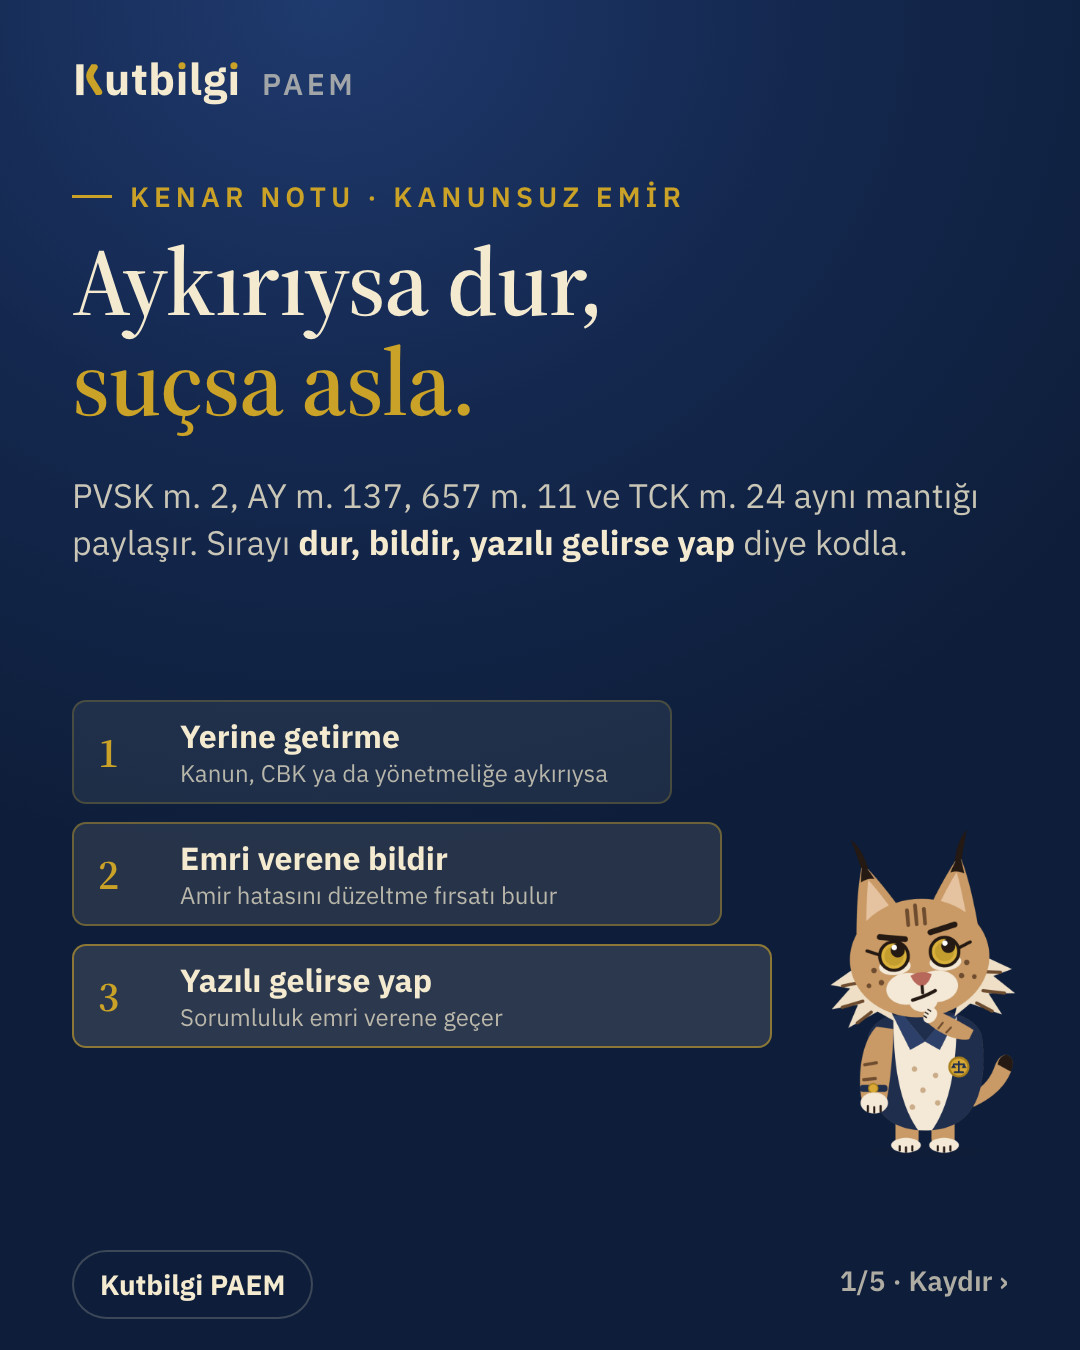 Kutbilgi PAEM
— KENAR NOTU · KANUNSUZ EMİR
Aykırıysa dur,
suçsa asla.
PVSK m. 2, AY m. 137, 657 m. 11 ve TCK m. 24 aynı mantığı
paylaşır. Sırayı dur, bildir, yazılı gelirse yap diye kodla.
1
Yerine getirme
Kanun, CBK ya da yönetmeliğe aykırıysa
2
Emri verene bildir
Amir hatasını düzeltme fırsatı bulur
3
Yazılı gelirse yap
Sorumluluk emri verene geçer
Kutbilgi PAEM
1/5 · Kaydır ›